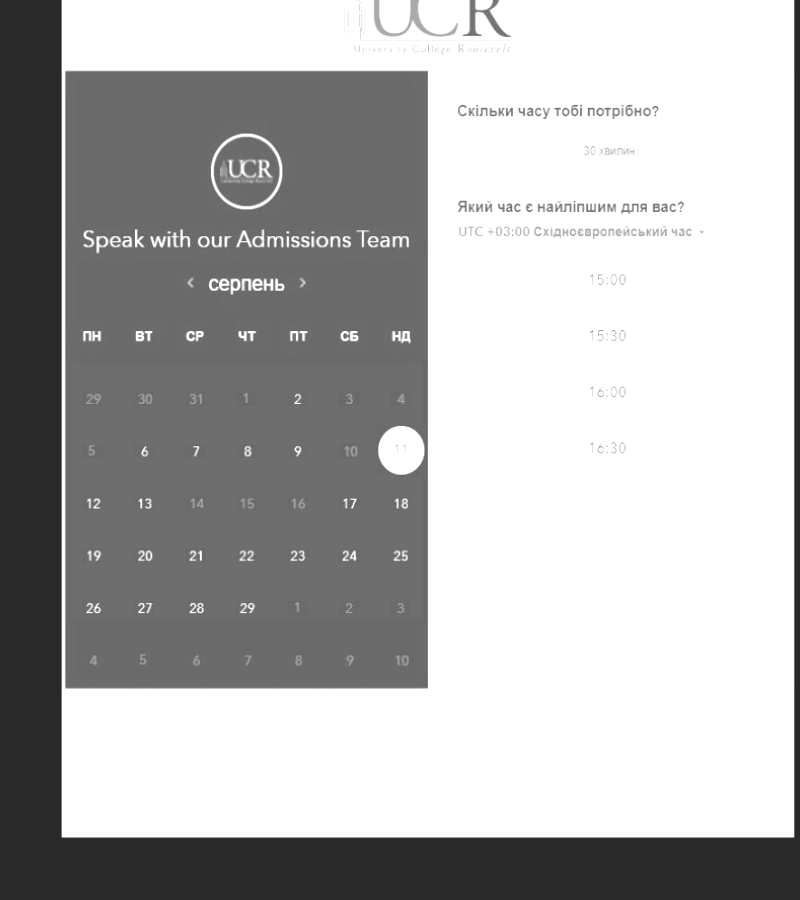 UCR
University College Roosevelt
UCR
Speak with our Admissions Team
< серпень >
ПН ВТ СР ЧТ ПТ СБ НД
29 30 31 1 2 3 4
5 6 7 8 9 10 11
12 13 14 15 16 17 18
19 20 21 22 23 24 25
26 27 28 29 1 2 3
4 5 6 7 8 9 10
Скільки часу тобі потрібно?
30 хвилин
Який час є найліпшим для вас?
UTC +03:00 Східноєвропейський час
15:00
15:30
16:00
16:30